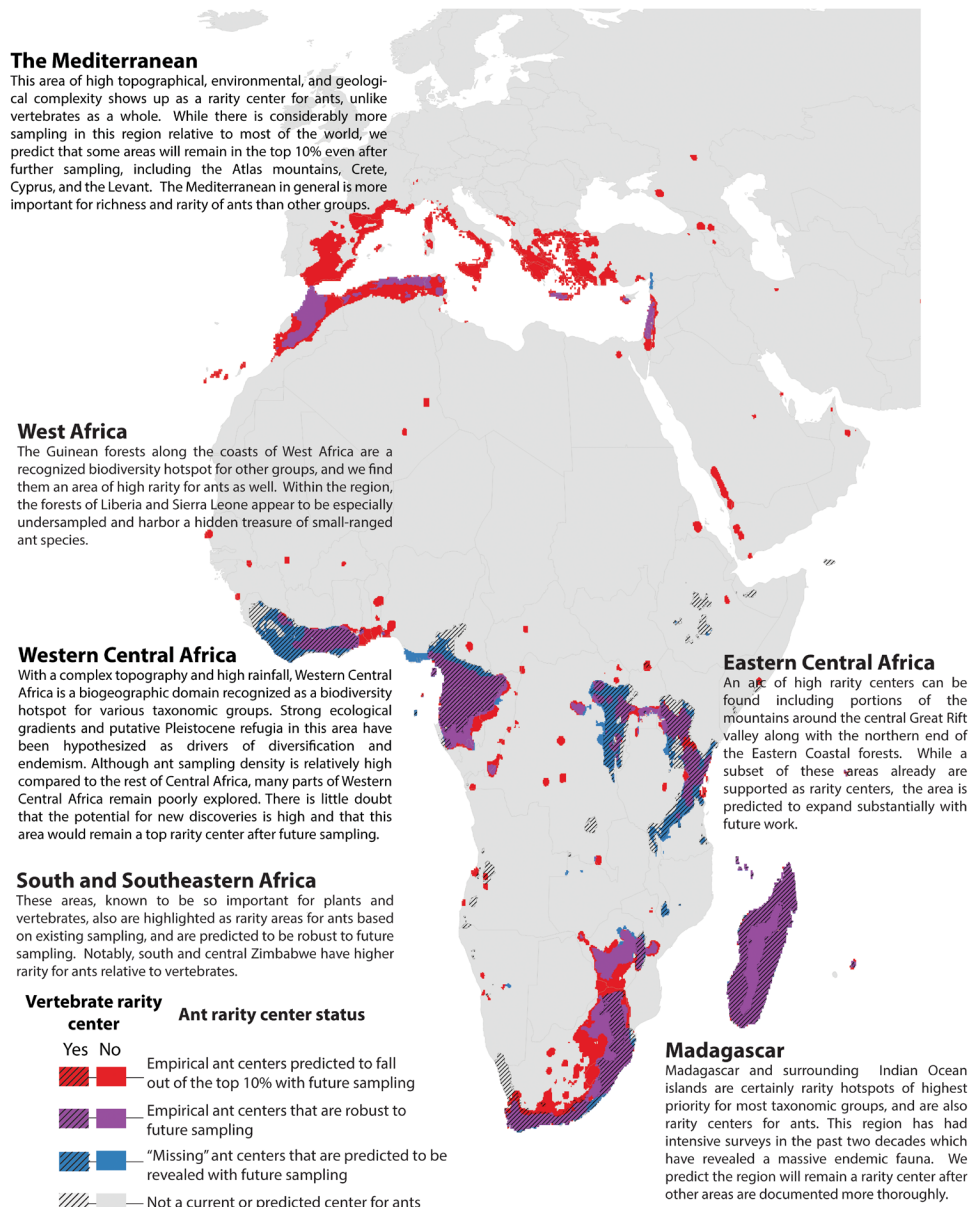 The Mediterranean
This area of high topographical, environmental, and geologi-
cal complexity shows up as a rarity center for ants, unlike
vertebrates as a whole. While there is considerably more
sampling in this region relative to most of the world, we
predict that some areas will remain in the top 10% even after
further sampling, including the Atlas mountains, Crete,
Cyprus, and the Levant. The Mediterranean in general is more
important for richness and rarity of ants than other groups.
West Africa
The Guinean forests along the coasts of West Africa are a
recognized biodiversity hotspot for other groups, and we find
them an area of high rarity for ants as well. Within the region,
the forests of Liberia and Sierra Leone appear to be especially
undersampled and harbor a hidden treasure of small-ranged
ant species.
Western Central Africa
With a complex topography and high rainfall, Western Central
Africa is a biogeographic domain recognized as a biodiversity
hotspot for various taxonomic groups. Strong ecological
gradients and putative Pleistocene refugia in this area have
been hypothesized as drivers of diversification and
endemism. Although ant sampling density is relatively high
compared to the rest of Central Africa, many parts of Western
Central Africa remain poorly explored. There is little doubt
that the potential for new discoveries is high and that this
area would remain a top rarity center after future sampling.
Eastern Central Africa
An arc of high rarity centers can be
found including portions of the
mountains around the central Great Rift
valley along with the northern end of
the Eastern Coastal forests. While a
subset of these areas already are
supported as rarity centers, the area is
predicted to expand substantially with
future work.
South and Southeastern Africa
These areas, known to be so important for plants and
vertebrates, also are highlighted as rarity areas for ants based
on existing sampling, and are predicted to be robust to future
sampling. Notably, south and central Zimbabwe have higher
rarity for ants relative to vertebrates.
Vertebrate rarity
center
Ant rarity center status
Yes No
Empirical ant centers predicted to fall
out of the top 10% with future sampling
Empirical ant centers that are robust to
future sampling
“Missing” ant centers that are predicted to be
revealed with future sampling
Not a current or predicted center for ants
Madagascar
Madagascar and surrounding Indian Ocean
islands are certainly rarity hotspots of highest
priority for most taxonomic groups, and are also
rarity centers for ants. This region has had
intensive surveys in the past two decades which
have revealed a massive endemic fauna. We
predict the region will remain a rarity center after
other areas are documented more thoroughly.